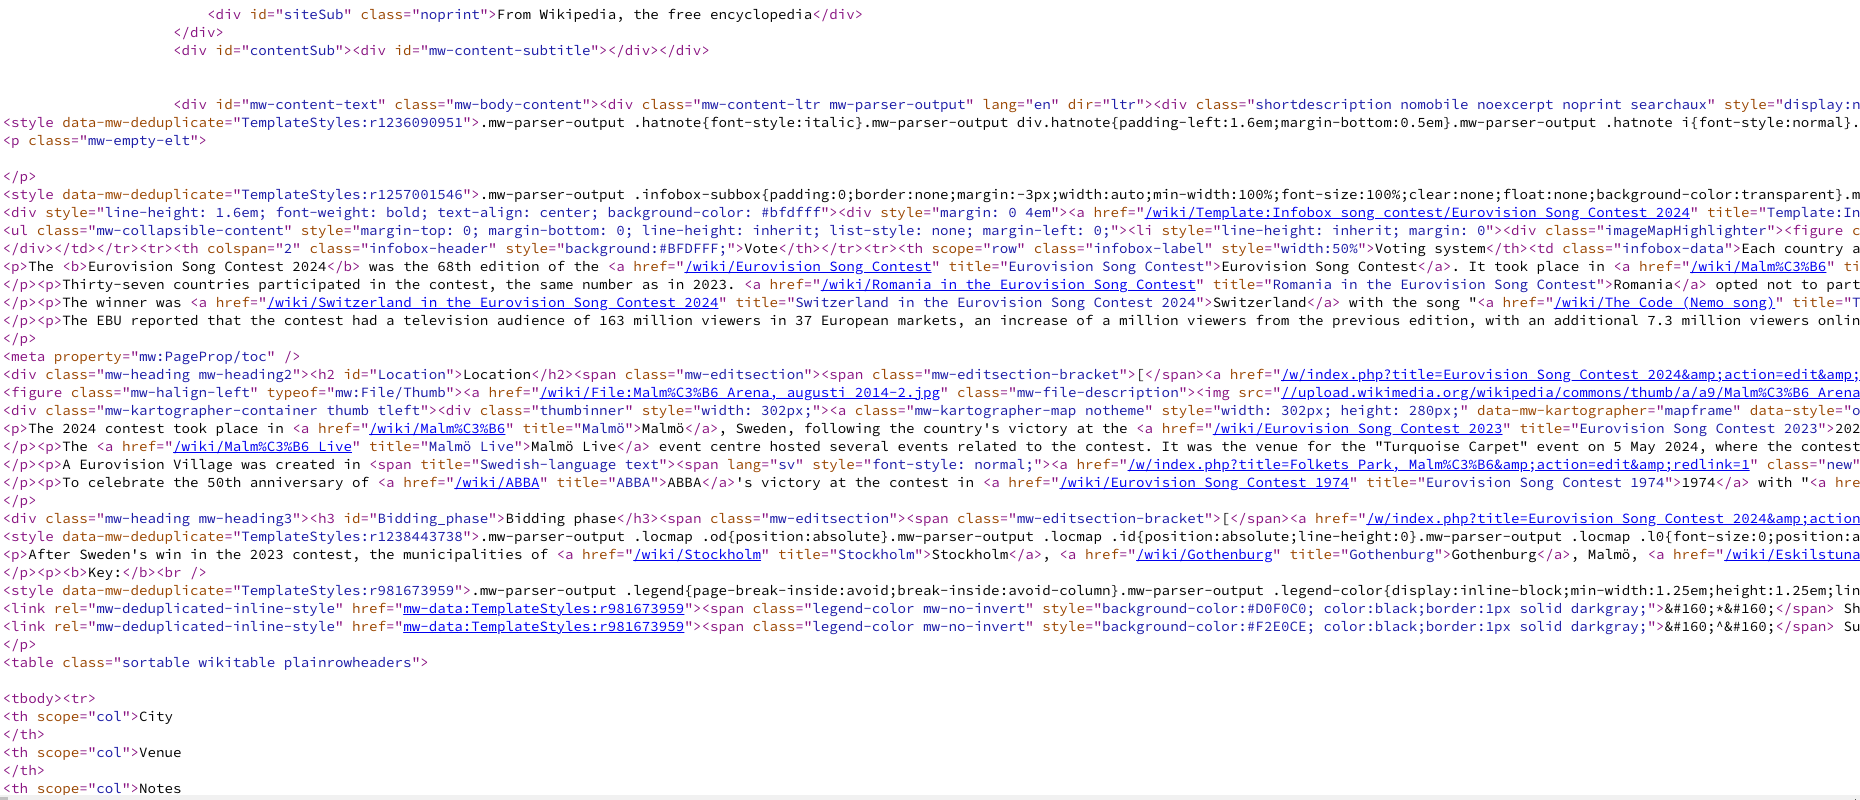 <div id="siteSub" class="noprint">From Wikipedia, the free encyclopedia</div>
</div>
<div id="contentSub"><div id="mw-content-subtitle"></div></div>
<div id="mw-content-text" class="mw-body-content"><div class="mw-content-ltr mw-parser-output" lang="en" dir="ltr"><div class="shortdescription nomobile noexcerpt noprint searchaux" style="display:n
<style data-mw-deduplicate="TemplateStyles:r1236090951">.mw-parser-output .hatnote{font-style:italic}.mw-parser-output div.hatnote{padding-left:1.6em;margin-bottom:0.5em}.mw-parser-output .hatnote i{font-style:normal}.
<p class="mw-empty-elt">
</p>
<style data-mw-deduplicate="TemplateStyles:r1257001546">.mw-parser-output .infobox-subbox{padding:0;border:none;margin:-3px;width:auto;min-width:100%;font-size:100%;clear:none;float:none;background-color:transparent}.m
<div style="line-height: 1.6em; font-weight: bold; text-align: center; background-color: #bfdfff"><div style="margin: 0 4em"><a href="/wiki/Template:Infobox_song_contest/Eurovision_Song_Contest_2024" title="Template:In
<ul class="mw-collapsible-content" style="margin-top: 0; margin-bottom: 0; line-height: inherit; list-style: none; margin-left: 0;"><li style="line-height: inherit; margin: 0"><div class="imageMapHighlighter"><figure c
</div></td></tr><tr><th colspan="2" class="infobox-header" style="background:#BFDFFF;">Vote</th></tr><tr><th scope="row" class="infobox-label" style="width:50%">Voting system</th><td class="infobox-data">Each country a
<p>The <b>Eurovision Song Contest 2024</b> was the 68th edition of the <a href="/wiki/Eurovision_Song_Contest" title="Eurovision Song Contest">Eurovision Song Contest</a>. It took place in <a href="/wiki/Malm%C3%B6" ti
</p><p>Thirty-seven countries participated in the contest, the same number as in 2023. <a href="/wiki/Romania_in_the_Eurovision_Song_Contest" title="Romania in the Eurovision Song Contest">Romania</a> opted not to part
</p><p>The winner was <a href="/wiki/Switzerland_in_the_Eurovision_Song_Contest_2024" title="Switzerland in the Eurovision Song Contest 2024">Switzerland</a> with the song "<a href="/wiki/The_Code_(Nemo_song)" title="T
</p><p>The EBU reported that the contest had a television audience of 163 million viewers in 37 European markets, an increase of a million viewers from the previous edition, with an additional 7.3 million viewers onlin
</p>
<meta property="mw:PageProp/toc" />
<div class="mw-heading mw-heading2"><h2 id="Location">Location</h2><span class="mw-editsection"><span class="mw-editsection-bracket">[</span><a href="/w/index.php?title=Eurovision_Song_Contest_2024&amp;action=edit&amp;
<figure class="mw-halign-left" typeof="mw:File/Thumb"><a href="/wiki/File:Malm%C3%B6_Arena,_augusti_2014-2.jpg" class="mw-file-description"><img src="//upload.wikimedia.org/wikipedia/commons/thumb/a/a9/Malm%C3%B6_Arena
<div class="mw-kartographer-container thumb tleft"><div class="thumbinner" style="width: 302px;"><a class="mw-kartographer-map notheme" style="width: 302px; height: 280px;" data-mw-kartographer="mapframe" data-style="o
<p>The 2024 contest took place in <a href="/wiki/Malm%C3%B6" title="Malmö">Malmö</a>, Sweden, following the country's victory at the <a href="/wiki/Eurovision_Song_Contest_2023" title="Eurovision Song Contest 2023">202
</p><p>The <a href="/wiki/Malm%C3%B6_Live" title="Malmö Live">Malmö Live</a> event centre hosted several events related to the contest. It was the venue for the "Turquoise Carpet" event on 5 May 2024, where the contest
</p><p>A Eurovision Village was created in <span title="Swedish-language text"><span lang="sv" style="font-style: normal;"><a href="/w/index.php?title=Folkets_Park,_Malm%C3%B6&amp;action=edit&amp;redlink=1" class="new"
</p><p>To celebrate the 50th anniversary of <a href="/wiki/ABBA" title="ABBA">ABBA</a>'s victory at the contest in <a href="/wiki/Eurovision_Song_Contest_1974" title="Eurovision Song Contest 1974">1974</a> with "<a hre
</p>
<div class="mw-heading mw-heading3"><h3 id="Bidding_phase">Bidding phase</h3><span class="mw-editsection"><span class="mw-editsection-bracket">[</span><a href="/w/index.php?title=Eurovision_Song_Contest_2024&amp;action
<style data-mw-deduplicate="TemplateStyles:r1238443738">.mw-parser-output .locmap .od{position:absolute}.mw-parser-output .locmap .id{position:absolute;line-height:0}.mw-parser-output .locmap .l0{font-size:0;position:a
<p>After Sweden's win in the 2023 contest, the municipalities of <a href="/wiki/Stockholm" title="Stockholm">Stockholm</a>, <a href="/wiki/Gothenburg" title="Gothenburg">Gothenburg</a>, Malmö, <a href="/wiki/Eskilstuna
</p><p><b>Key:</b><br />
<style data-mw-deduplicate="TemplateStyles:r981673959">.mw-parser-output .legend{page-break-inside:avoid;break-inside:avoid-column}.mw-parser-output .legend-color{display:inline-block;min-width:1.25em;height:1.25em;lin
<link rel="mw-deduplicated-inline-style" href="mw-data:TemplateStyles:r981673959"><span class="legend-color mw-no-invert" style="background-color:#D0F0C0; color:black;border:1px solid darkgray;">&#160;*&#160;</span> Sh
<link rel="mw-deduplicated-inline-style" href="mw-data:TemplateStyles:r981673959"><span class="legend-color mw-no-invert" style="background-color:#F2E0CE; color:black;border:1px solid darkgray;">&#160;^&#160;</span> Su
</p>
<table class="sortable wikitable plainrowheaders">
<tbody><tr>
<th scope="col">City
</th>
<th scope="col">Venue
</th>
<th scope="col">Notes